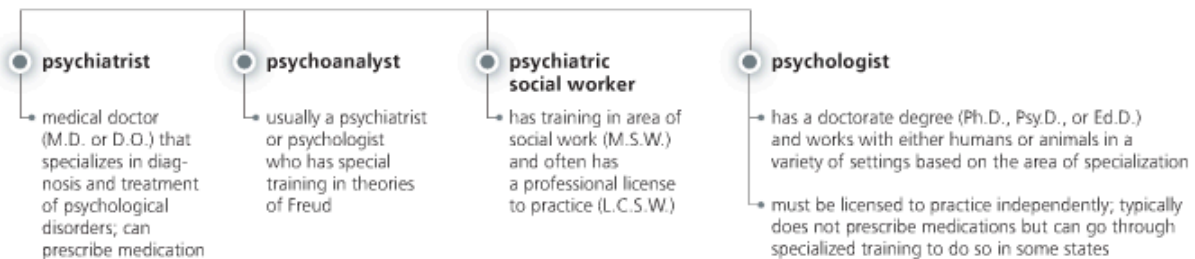 psychiatrist
medical doctor
(M.D. or D.O.) that
specializes in diag-
nosis and treatment
of psychological
disorders; can
prescribe medication
psychoanalyst
usually a psychiatrist
or psychologist
who has special
training in theories
of Freud
psychiatric
social worker
has training in area of
social work (M.S.W.)
and often has
a professional license
to practice (L.C.S.W.)
psychologist
has a doctorate degree (Ph.D., Psy.D., or Ed.D.)
and works with either humans or animals in a
variety of settings based on the area of specialization
must be licensed to practice independently; typically
does not prescribe medications but can go through
specialized training to do so in some states